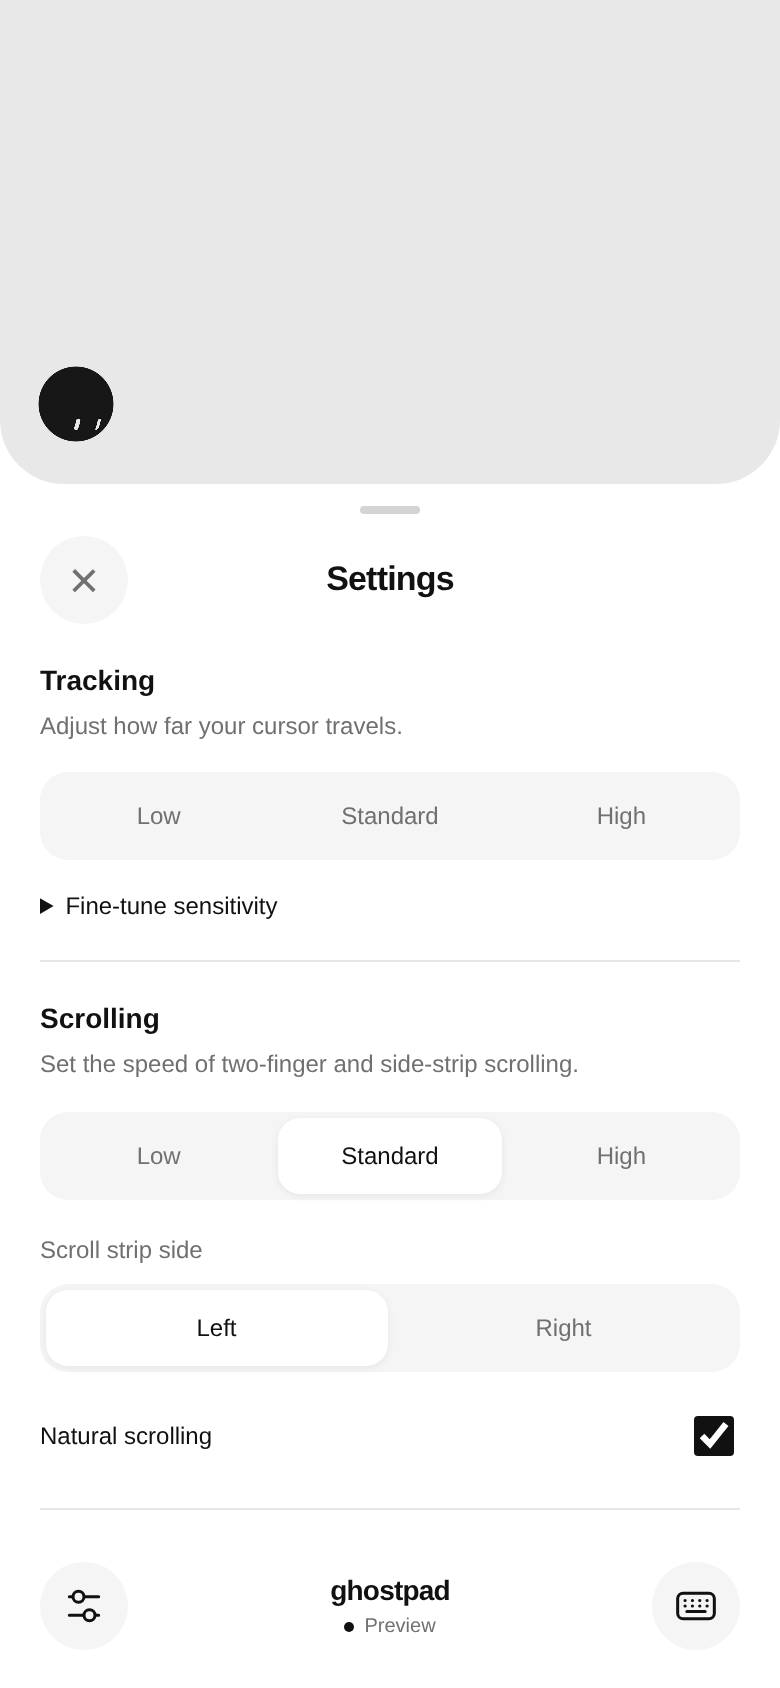 Settings
Tracking
Adjust how far your cursor travels.
Low Standard High
Fine-tune sensitivity
Scrolling
Set the speed of two-finger and side-strip scrolling.
Low Standard High
Scroll strip side
Left Right
Natural scrolling
ghostpad
Preview